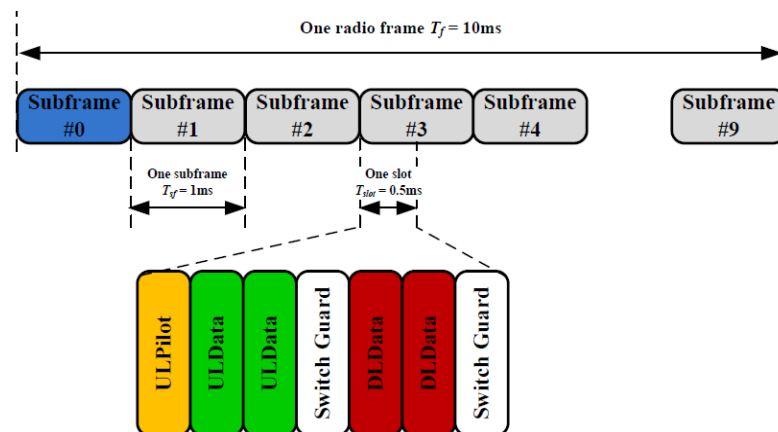 One radio frame T_f = 10ms
Subframe
#0
Subframe
#1
Subframe
#2
Subframe
#3
Subframe
#4
Subframe
#9
One subframe
T_sf = 1ms
One slot
T_slot = 0.5ms
ULPilot
ULData
ULData
Switch Guard
DLData
DLData
Switch Guard